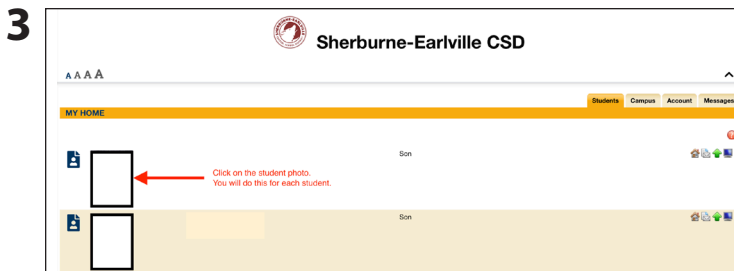 3
Sherburne-Earlville CSD
A A A A
Students Campus Account Messages
MY HOME
Son
Click on the student photo.
You will do this for each student.
Son